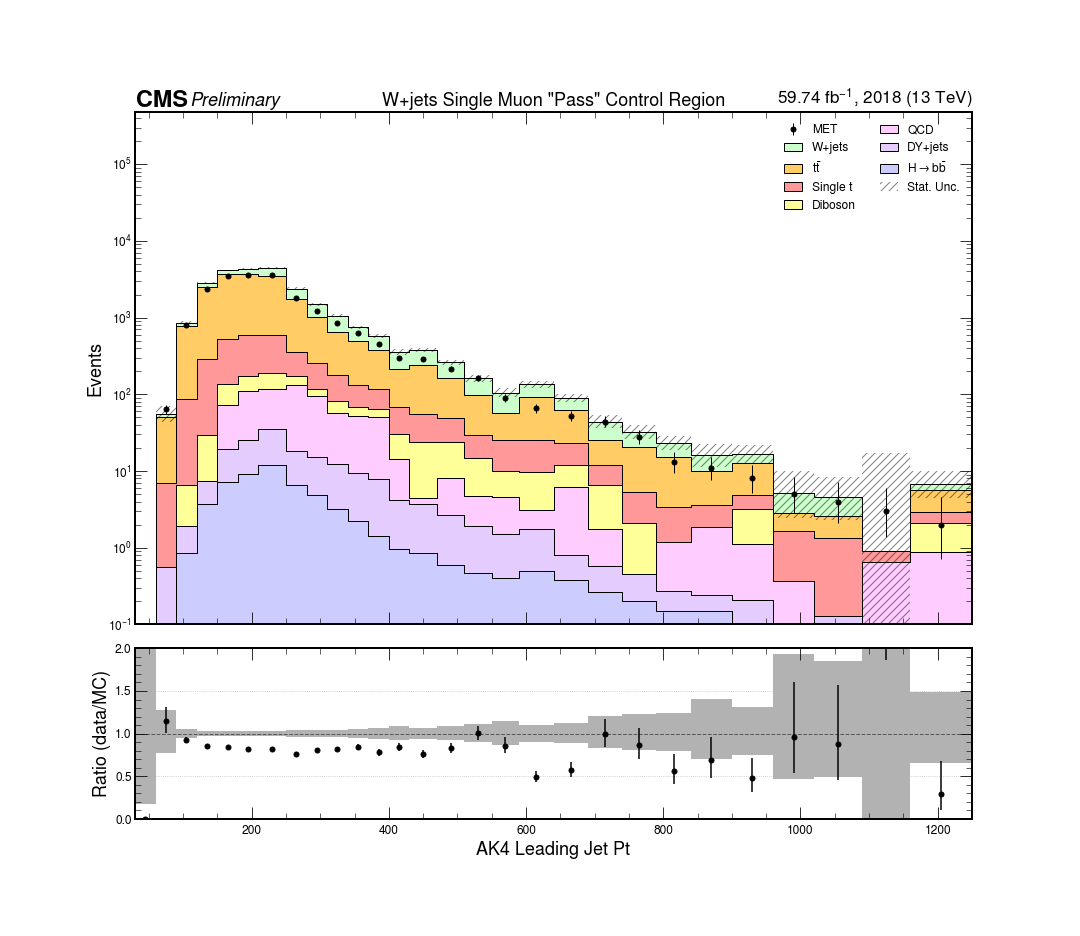 CMS Preliminary W+jets Single Muon "Pass" Control Region 59.74 fb⁻¹, 2018 (13 TeV)
MET QCD
W+jets DY+jets
tt̄ H→bb̄
Single t Stat. Unc.
Diboson
10⁵
10⁴
10³
10²
10¹
10⁰
10⁻¹
Events
2.0
1.5
1.0
0.5
0.0
Ratio (data/MC)
200 400 600 800 1000 1200
AK4 Leading Jet Pt